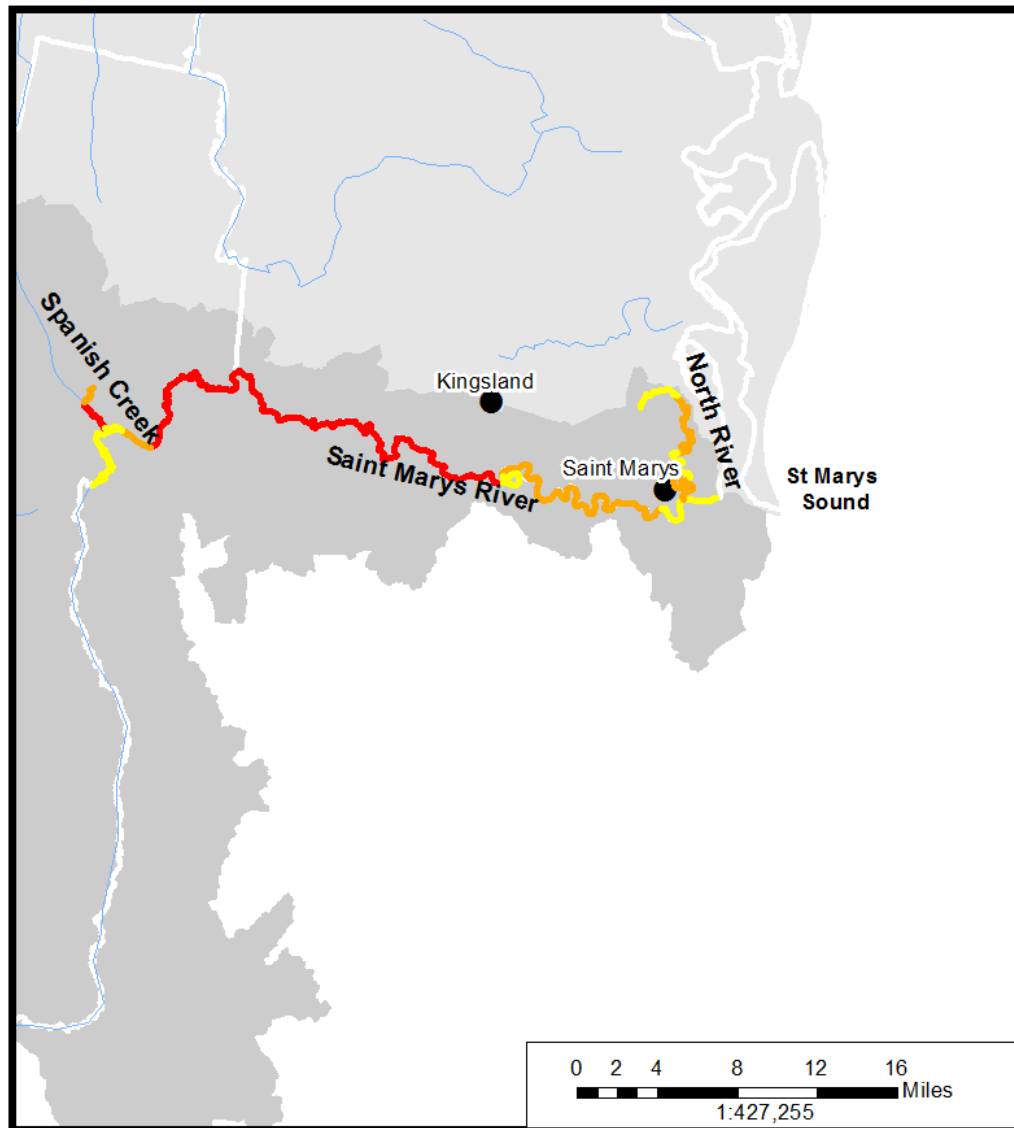 Spanish Creek
Kingsland
North River
Saint Marys River
Saint Marys
St Marys
Sound
0 2 4 8 12 16
Miles
1:427,255